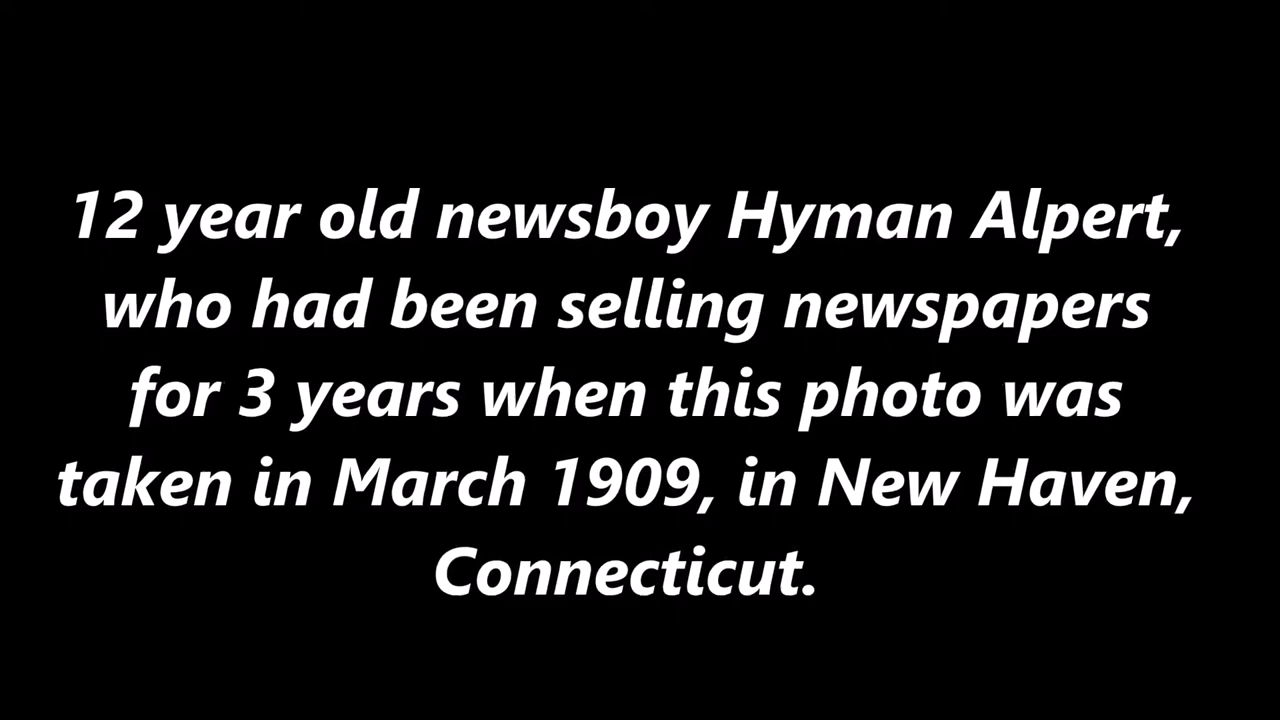 12 year old newsboy Hyman Alpert,
who had been selling newspapers
for 3 years when this photo was
taken in March 1909, in New Haven,
Connecticut.